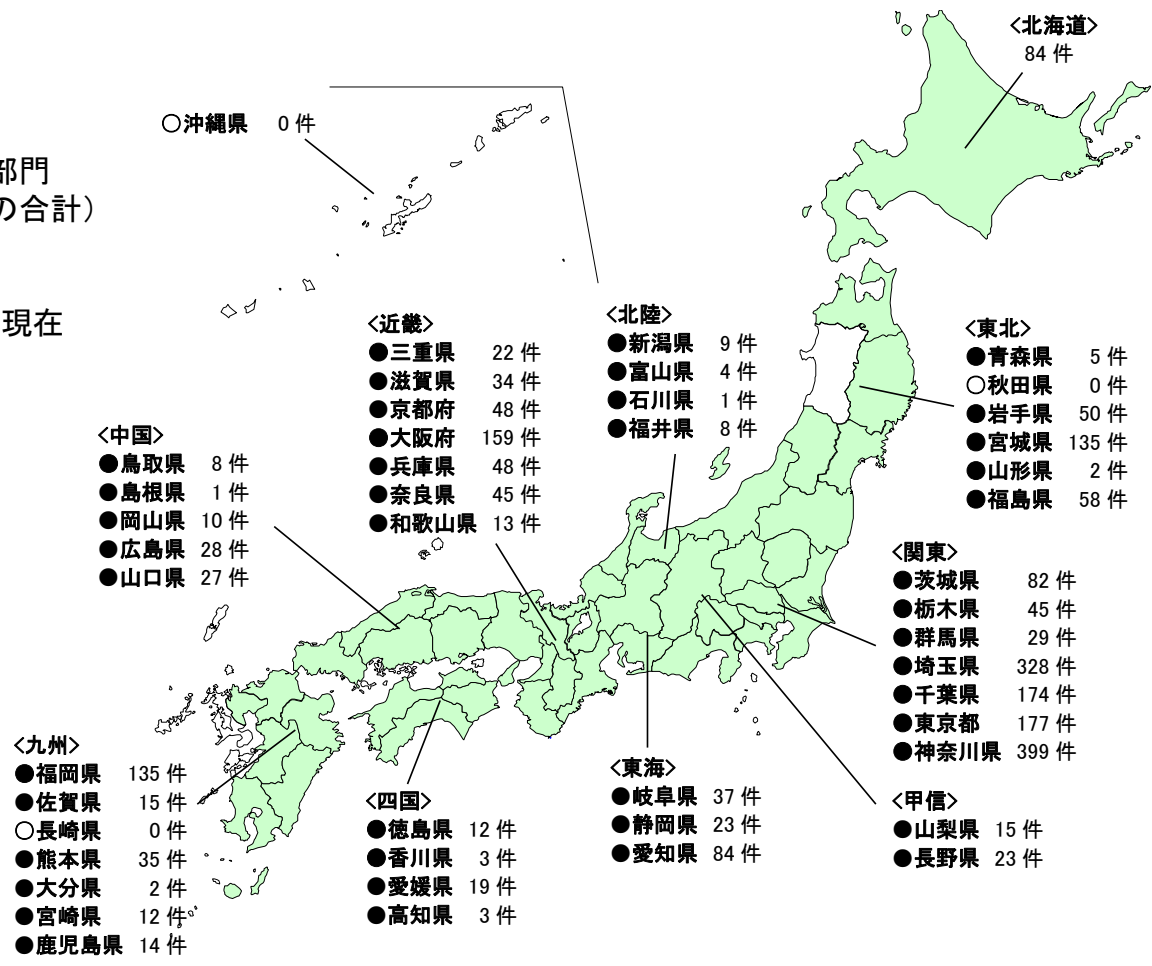 部門
の合計）
現在
○沖縄県 0 件
<北海道>
84 件
<東北>
●青森県 5 件
○秋田県 0 件
●岩手県 50 件
●宮城県 135 件
●山形県 2 件
●福島県 58 件
<北陸>
●新潟県 9 件
●富山県 4 件
●石川県 1 件
●福井県 8 件
<近畿>
●三重県 22 件
●滋賀県 34 件
●京都府 48 件
●大阪府 159 件
●兵庫県 48 件
●奈良県 45 件
●和歌山県 13 件
<中国>
●鳥取県 8 件
●島根県 1 件
●岡山県 10 件
●広島県 28 件
●山口県 27 件
<関東>
●茨城県 82 件
●栃木県 45 件
●群馬県 29 件
●埼玉県 328 件
●千葉県 174 件
●東京都 177 件
●神奈川県 399 件
<九州>
●福岡県 135 件
●佐賀県 15 件
○長崎県 0 件
●熊本県 35 件
●大分県 2 件
●宮崎県 12 件
●鹿児島県 14 件
<四国>
●徳島県 12 件
●香川県 3 件
●愛媛県 19 件
●高知県 3 件
<東海>
●岐阜県 37 件
●静岡県 23 件
●愛知県 84 件
<甲信>
●山梨県 15 件
●長野県 23 件